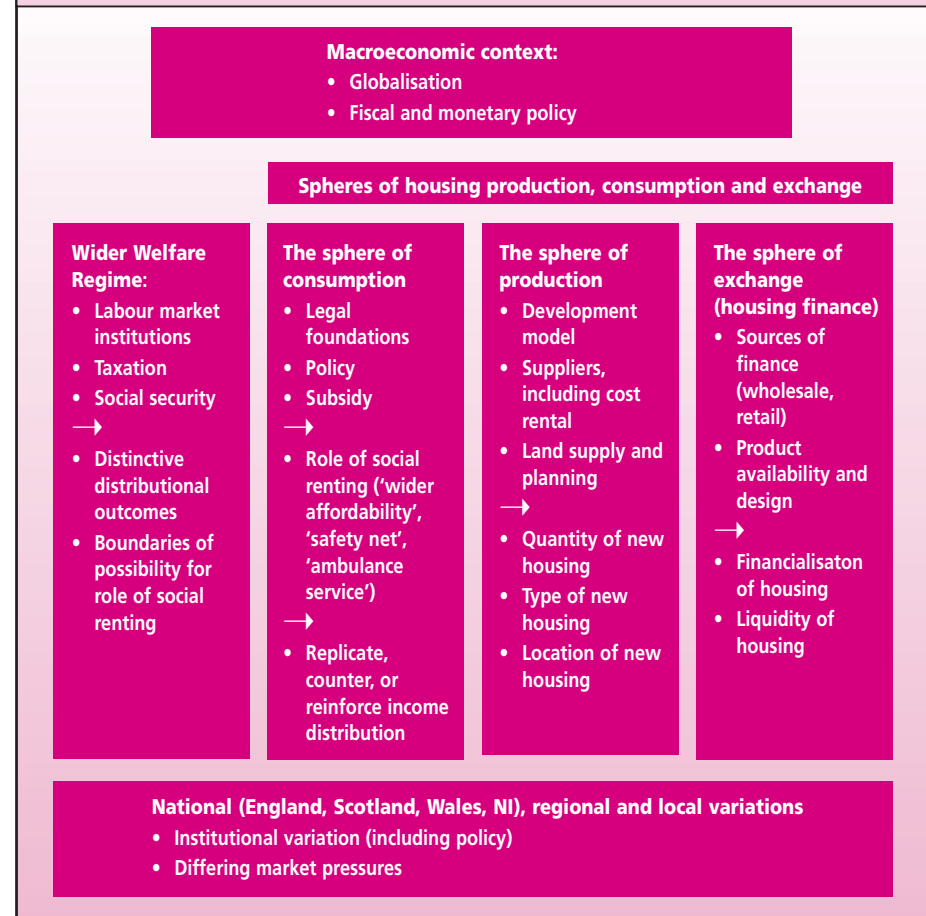 Macroeconomic context:
• Globalisation
• Fiscal and monetary policy
Spheres of housing production, consumption and exchange
Wider Welfare
Regime:
• Labour market
institutions
• Taxation
• Social security
→
• Distinctive
distributional
outcomes
• Boundaries of
possibility for
role of social
renting
The sphere of
consumption
• Legal
foundations
• Policy
• Subsidy
→
• Role of social
renting (‘wider
affordability’,
‘safety net’,
‘ambulance
service’)
→
• Replicate,
counter, or
reinforce income
distribution
The sphere of
production
• Development
model
• Suppliers,
including cost
rental
• Land supply and
planning
→
• Quantity of new
housing
• Type of new
housing
• Location of new
housing
The sphere of
exchange
(housing finance)
• Sources of
finance
(wholesale,
retail)
• Product
availability and
design
→
• Financialisaton
of housing
• Liquidity of
housing
National (England, Scotland, Wales, NI), regional and local variations
• Institutional variation (including policy)
• Differing market pressures